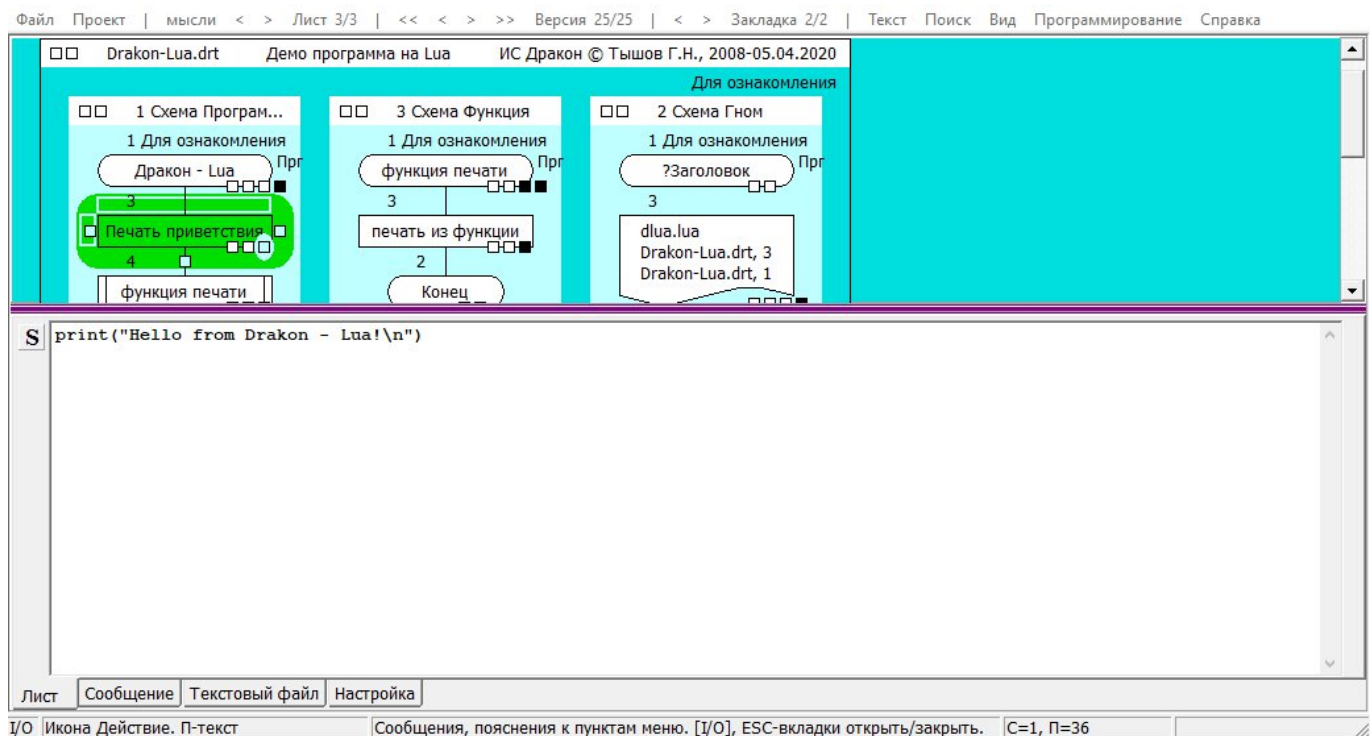 Файл Проект | мысли < > Лист 3/3 | << < > >> Версия 25/25 | < > Закладка 2/2 | Текст Поиск Вид Программирование Справка
Drakon-Lua.drt Демо программа на Lua ИС Дракон © Тышов Г.Н., 2008-05.04.2020
Для ознакомления
1 Схема Програм... 3 Схема Функция 2 Схема Гном
1 Для ознакомления 1 Для ознакомления 1 Для ознакомления
Дракон - Lua Прг функция печати Прг ?Заголовок Прг
3 3 3
Печать приветствия печать из функции dlua.lua
Drakon-Lua.drt, 3
4 2 Drakon-Lua.drt, 1
функция печати Конец
S print("Hello from Drakon - Lua!\n")
Лист Сообщение Текстовый файл Настройка
I/O Икона Действие. П-текст Сообщения, пояснения к пунктам меню. [I/O], ESC-вкладки открыть/закрыть. С=1, П=36